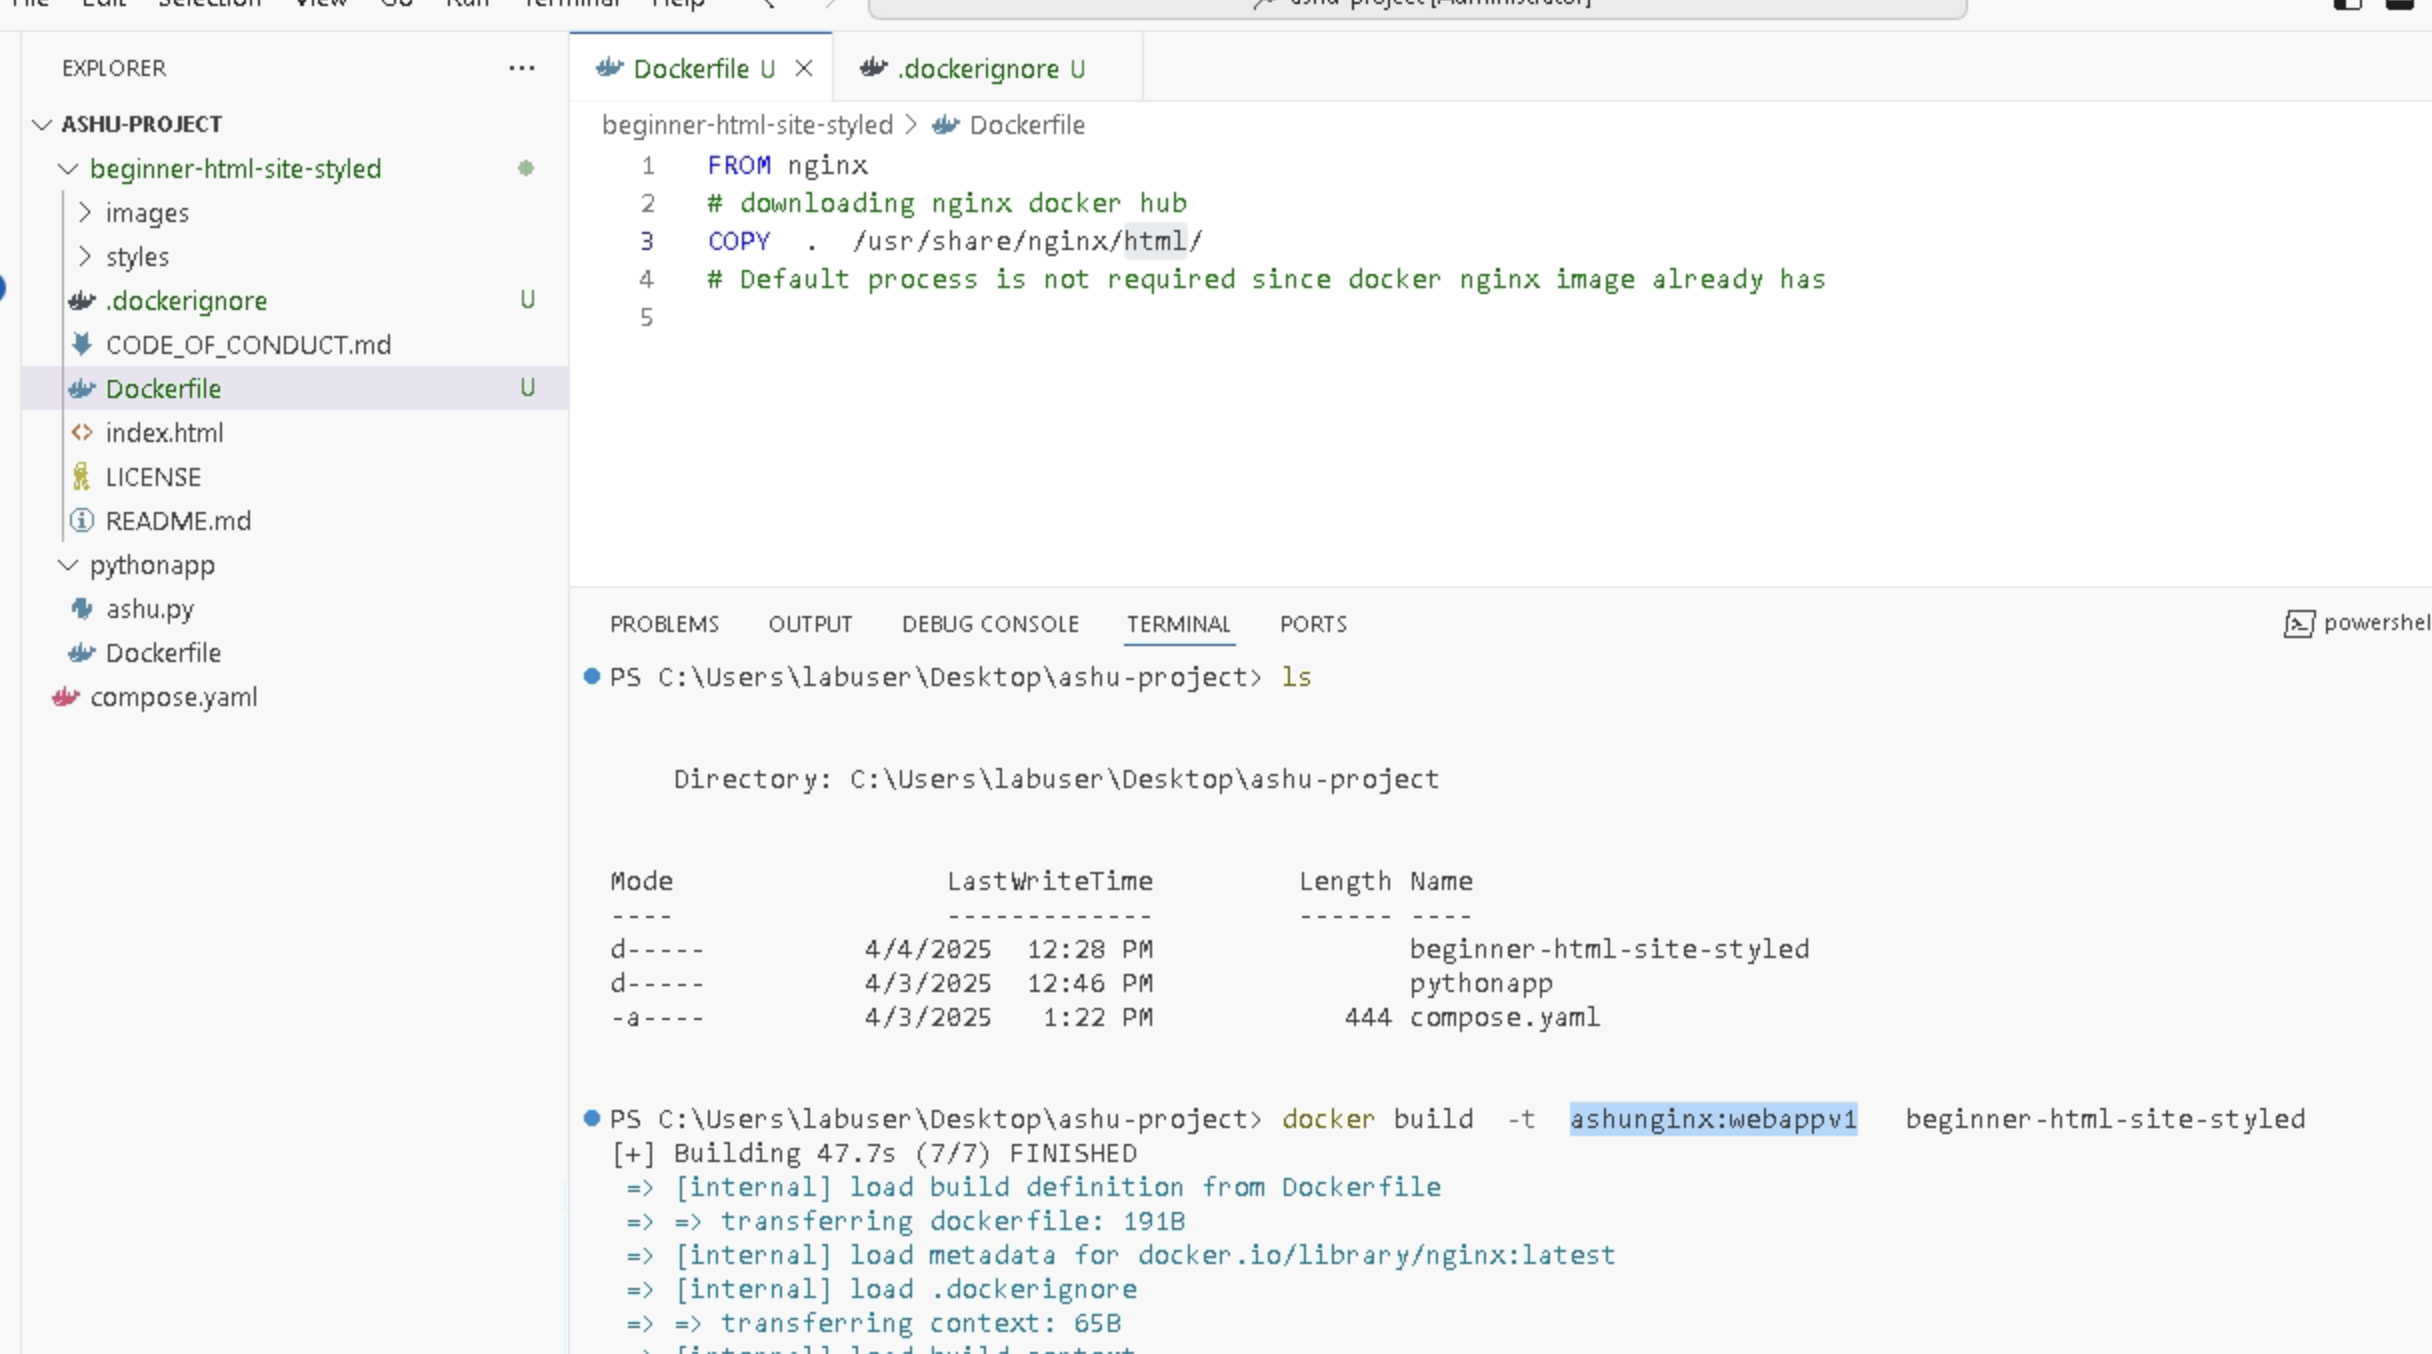 File Edit Selection View Go Run Terminal Help
ashu-project [Administrator]
EXPLORER
ASHU-PROJECT
beginner-html-site-styled
images
styles
.dockerignore U
CODE_OF_CONDUCT.md
Dockerfile U
index.html
LICENSE
README.md
pythonapp
ashu.py
Dockerfile
compose.yaml
Dockerfile U
.dockerignore U
beginner-html-site-styled > Dockerfile
1 FROM nginx
2 # downloading nginx docker hub
3 COPY . /usr/share/nginx/html/
4 # Default process is not required since docker nginx image already has
5
PROBLEMS OUTPUT DEBUG CONSOLE TERMINAL PORTS
powershel
PS C:\Users\labuser\Desktop\ashu-project> ls
Directory: C:\Users\labuser\Desktop\ashu-project
Mode LastWriteTime Length Name
---- ------------- ------ ----
d----- 4/4/2025 12:28 PM beginner-html-site-styled
d----- 4/3/2025 12:46 PM pythonapp
-a---- 4/3/2025 1:22 PM 444 compose.yaml
PS C:\Users\labuser\Desktop\ashu-project> docker build -t ashunginx:webappv1 beginner-html-site-styled
[+] Building 47.7s (7/7) FINISHED
=> [internal] load build definition from Dockerfile
=> => transferring dockerfile: 191B
=> [internal] load metadata for docker.io/library/nginx:latest
=> [internal] load .dockerignore
=> => transferring context: 65B
=> [internal] load build context